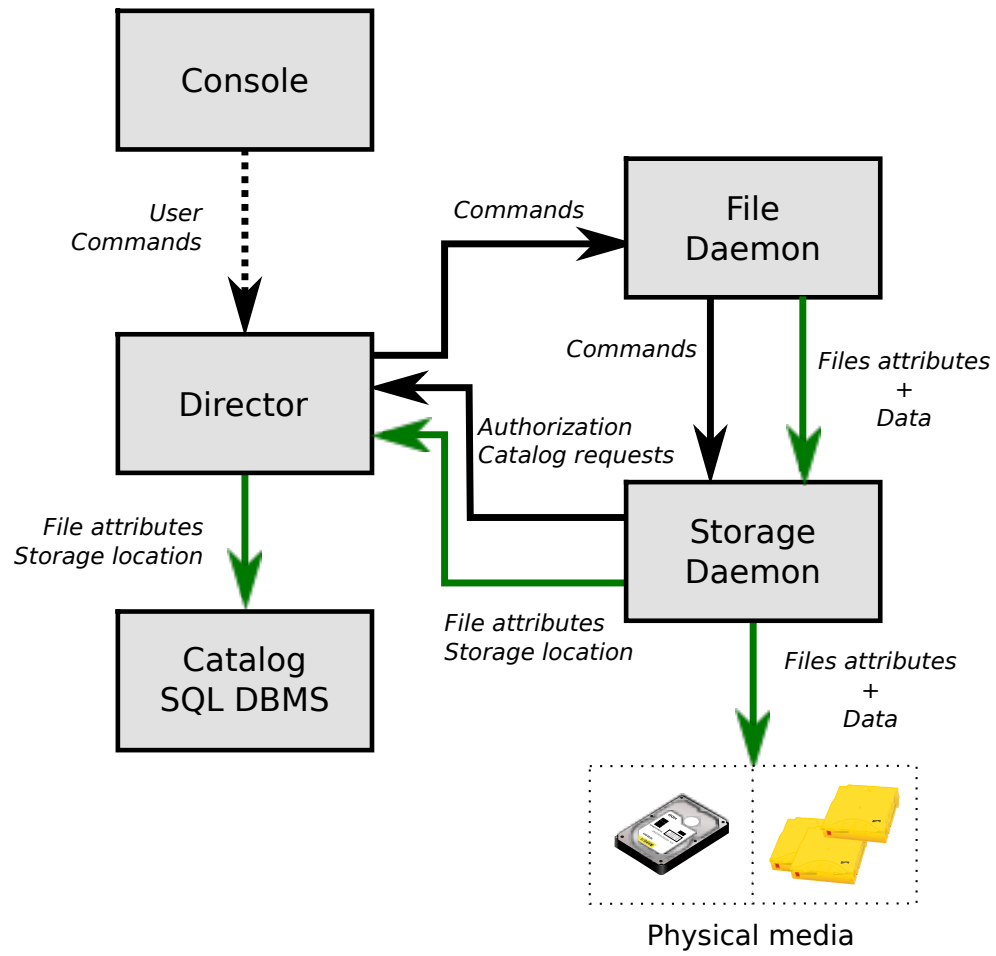 Console
User
Commands
Commands
File
Daemon
Commands
Files attributes
+
Data
Director
Authorization
Catalog requests
File attributes
Storage location
Storage
Daemon
File attributes
Storage location
Catalog
SQL DBMS
Files attributes
+
Data
Physical media